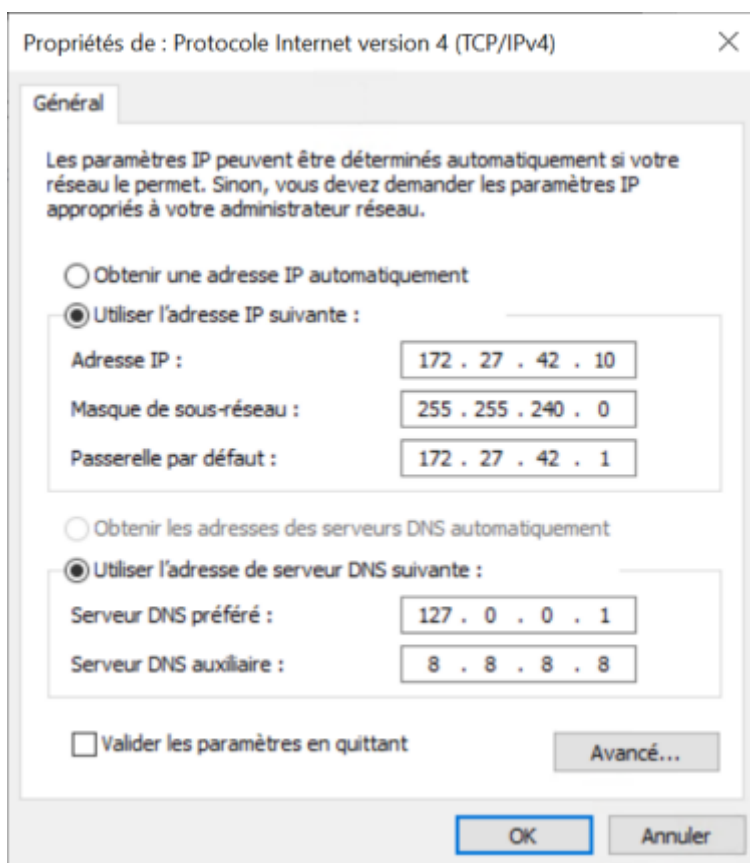 Propriétés de : Protocole Internet version 4 (TCP/IPv4)
Général
Les paramètres IP peuvent être déterminés automatiquement si votre
réseau le permet. Sinon, vous devez demander les paramètres IP
appropriés à votre administrateur réseau.
Obtenir une adresse IP automatiquement
Utiliser l'adresse IP suivante :
Adresse IP : 172 . 27 . 42 . 10
Masque de sous-réseau : 255 . 255 . 240 . 0
Passerelle par défaut : 172 . 27 . 42 . 1
Obtenir les adresses des serveurs DNS automatiquement
Utiliser l'adresse de serveur DNS suivante :
Serveur DNS préféré : 127 . 0 . 0 . 1
Serveur DNS auxiliaire : 8 . 8 . 8 . 8
Valider les paramètres en quittant
Avancé...
OK Annuler